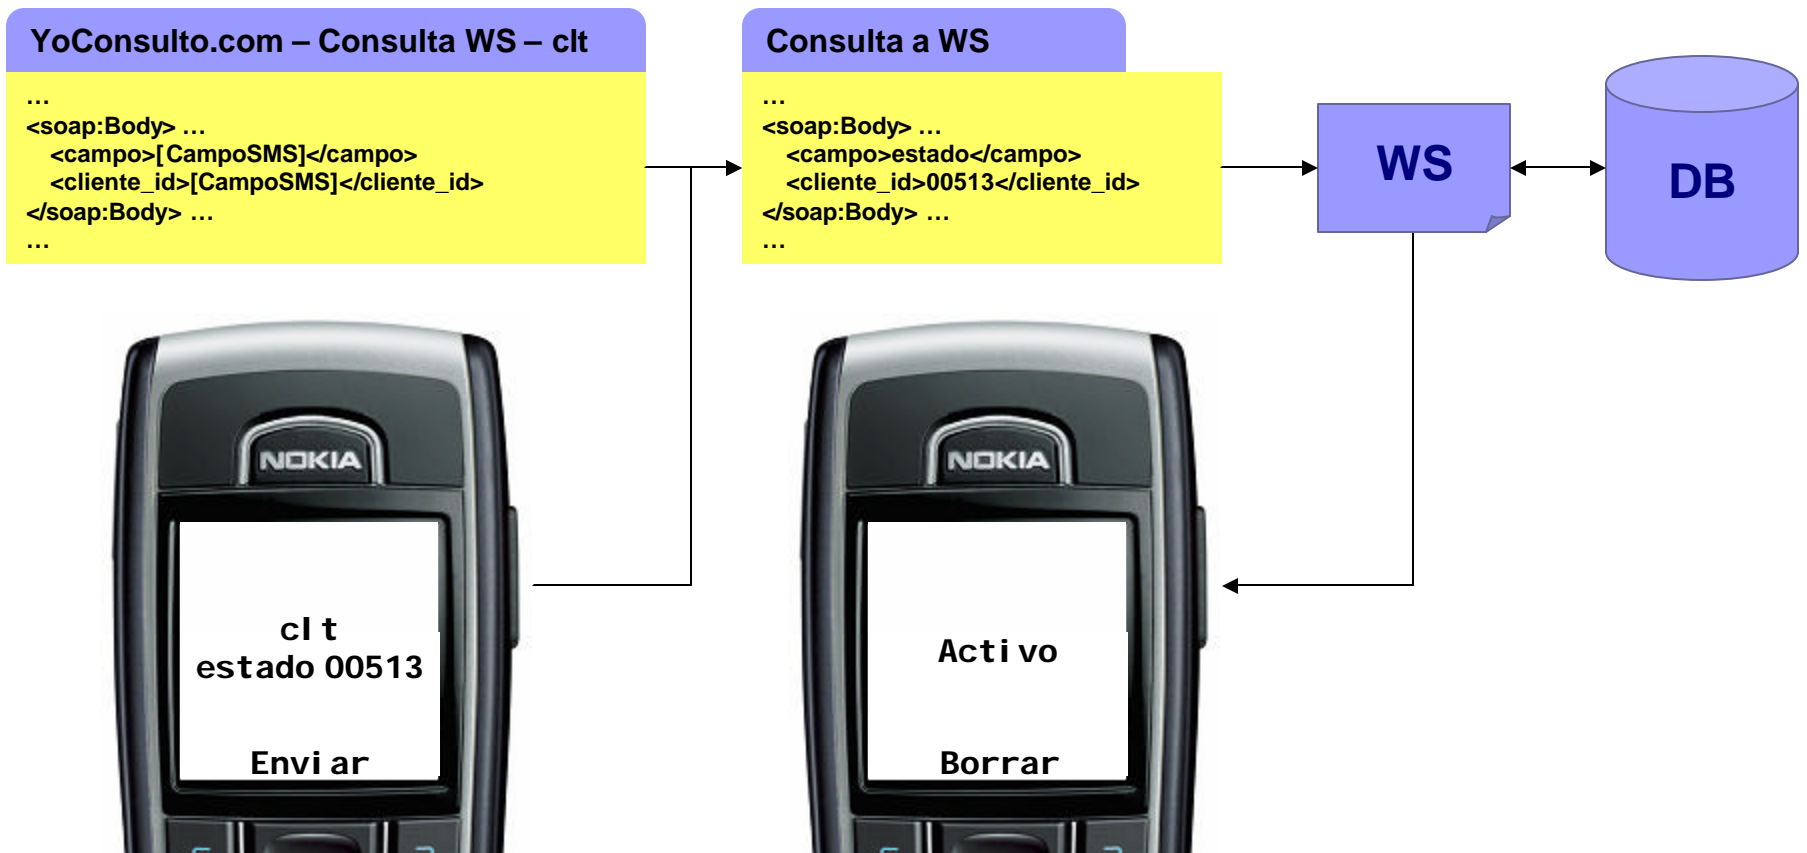 YoConsulto.com – Consulta WS – clt
…
<soap:Body> …
<campo>[CampoSMS]</campo>
<cliente_id>[CampoSMS]</cliente_id>
</soap:Body> …
…
Consulta a WS
…
<soap:Body> …
<campo>estado</campo>
<cliente_id>00513</cliente_id>
</soap:Body> …
…
WS
DB
NOKIA
clt
estado 00513
Enviar
NOKIA
Activo
Borrar